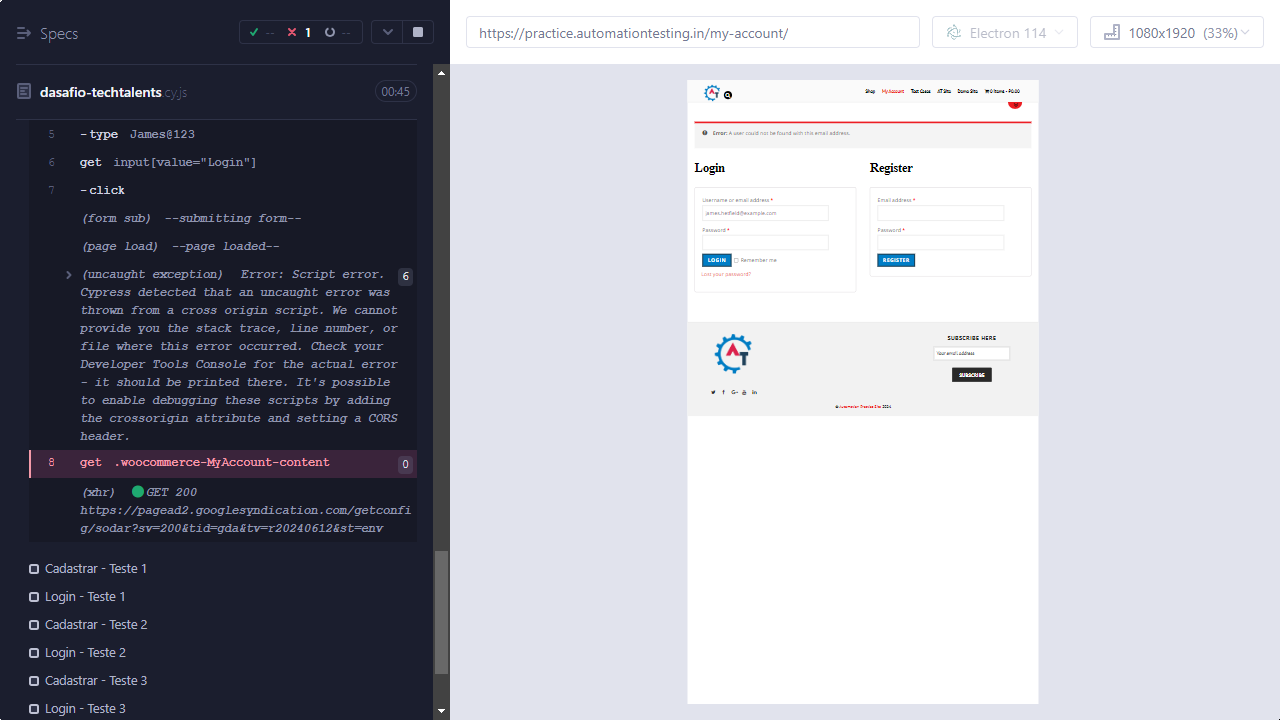 Specs
-- 1 --
dasafio-techtalents.cy.js 00:45
5 -type James@123
6 get input[value="Login"]
7 -click
(form sub) --submitting form--
(page load) --page loaded--
(uncaught exception) Error: Script error. 6
Cypress detected that an uncaught error was
thrown from a cross origin script. We cannot
provide you the stack trace, line number, or
file where this error occurred. Check your
Developer Tools Console for the actual error
- it should be printed there. It's possible
to enable debugging these scripts by adding
the crossorigin attribute and setting a CORS
header.
8 get .woocommerce-MyAccount-content 0
(xhr) GET 200
https://pagead2.googlesyndication.com/getconfi
g/sodar?sv=200&tid=gda&tv=r20240612&st=env
Cadastrar - Teste 1
Login - Teste 1
Cadastrar - Teste 2
Login - Teste 2
Cadastrar - Teste 3
Login - Teste 3
https://practice.automationtesting.in/my-account/
Electron 114
1080x1920 (33%)
AT
Shop My Account Test Cases AT Site Demo Site 0 items - ₹0.00
Error: A user could not be found with this email address.
Login
Username or email address *
james.hetfield@example.com
Password *
LOGIN Remember me
Lost your password?
Register
Email address *
Password *
REGISTER
AT
SUBSCRIBE HERE
Your email address
SUBSCRIBE
© Automation Practice Site 2024